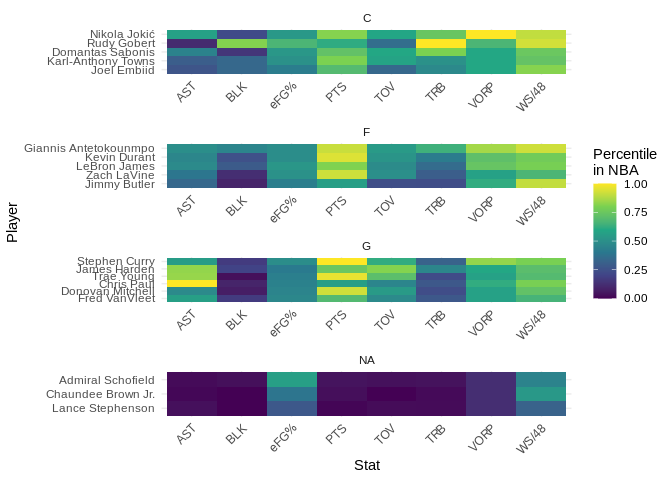 C
Nikola Jokić
Rudy Gobert
Domantas Sabonis
Karl-Anthony Towns
Joel Embiid
AST
BLK
eFG%
PTS
TOV
TRB
VORP
WS/48
F
Giannis Antetokounmpo
Kevin Durant
LeBron James
Zach LaVine
Jimmy Butler
AST
BLK
eFG%
PTS
TOV
TRB
VORP
WS/48
G
Stephen Curry
James Harden
Trae Young
Chris Paul
Donovan Mitchell
Fred VanVleet
AST
BLK
eFG%
PTS
TOV
TRB
VORP
WS/48
NA
Admiral Schofield
Chaundee Brown Jr.
Lance Stephenson
AST
BLK
eFG%
PTS
TOV
TRB
VORP
WS/48
Stat
Player
Percentile
in NBA
1.00
0.75
0.50
0.25
0.00